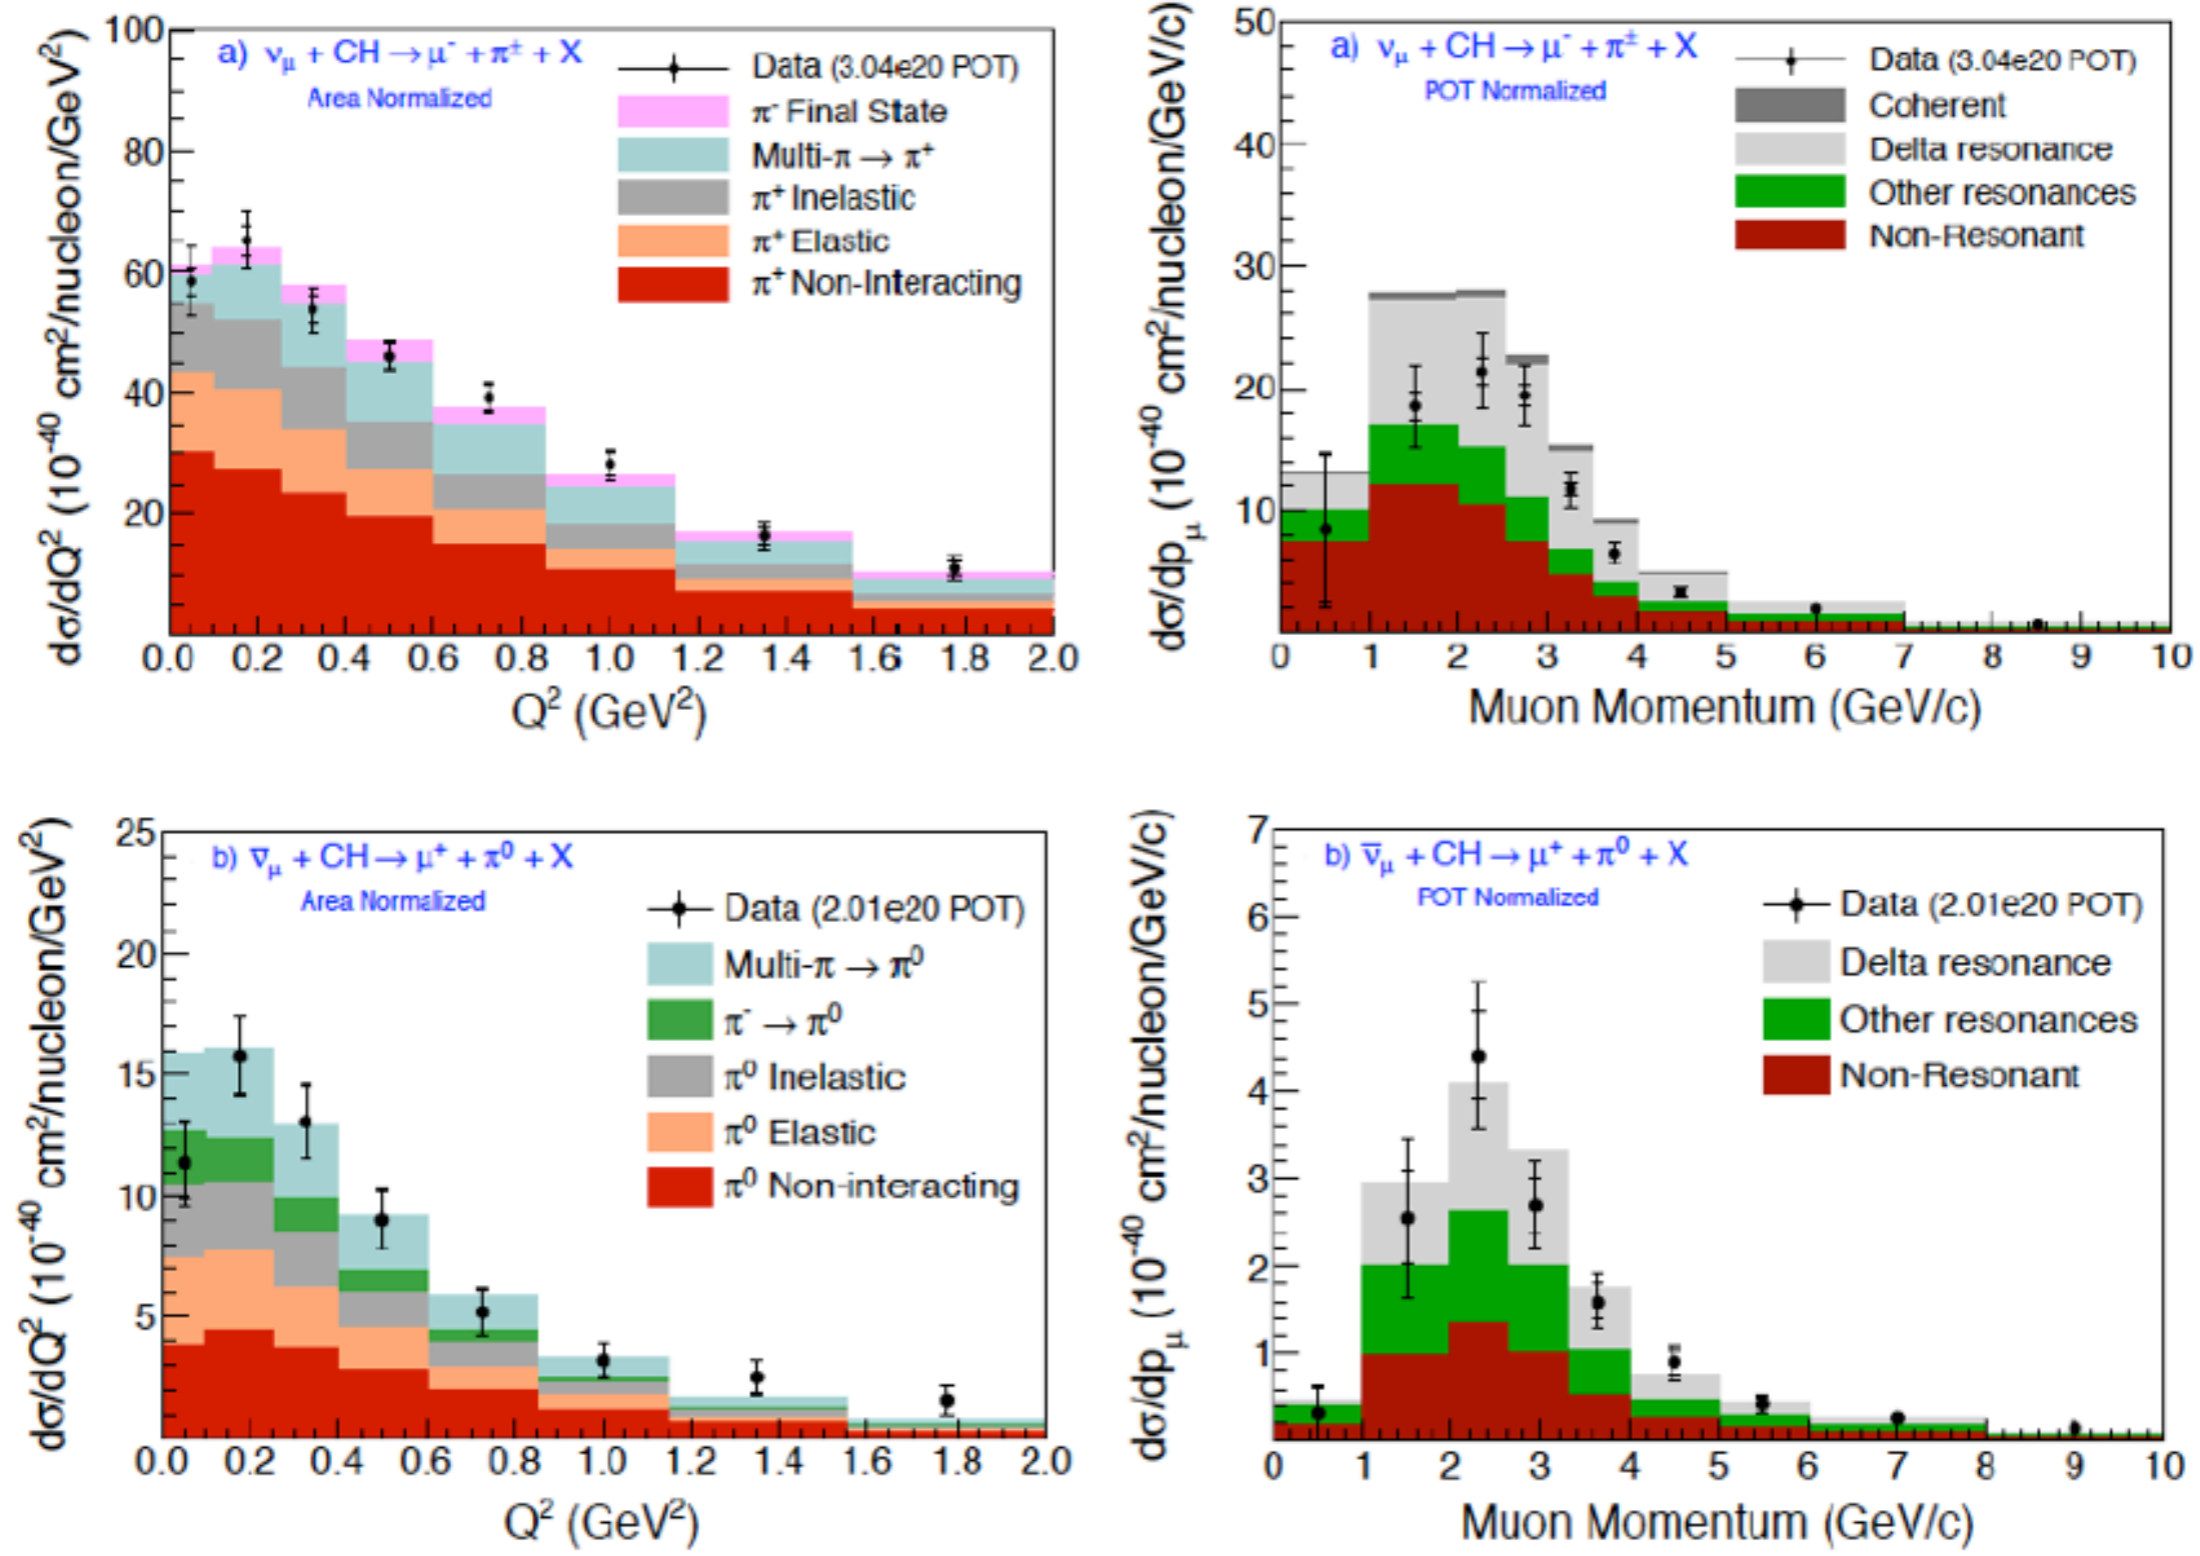 a) νμ + CH → μ⁻ + π± + X
Area Normalized
Data (3.04e20 POT)
π⁻ Final State
Multi-π → π⁺
π⁺ Inelastic
π⁺ Elastic
π⁺ Non-Interacting
dσ/dQ² (10⁻⁴⁰ cm²/nucleon/GeV²)
100
80
60
40
20
0.0 0.2 0.4 0.6 0.8 1.0 1.2 1.4 1.6 1.8 2.0
Q² (GeV²)
a) νμ + CH → μ⁻ + π± + X
POT Normalized
Data (3.04e20 POT)
Coherent
Delta resonance
Other resonances
Non-Resonant
dσ/dpμ (10⁻⁴⁰ cm²/nucleon/GeV/c)
50
40
30
20
10
0 1 2 3 4 5 6 7 8 9 10
Muon Momentum (GeV/c)
b) ν̅μ + CH → μ⁺ + π⁰ + X
Area Normalized
Data (2.01e20 POT)
Multi-π → π⁰
π⁻ → π⁰
π⁰ Inelastic
π⁰ Elastic
π⁰ Non-interacting
dσ/dQ² (10⁻⁴⁰ cm²/nucleon/GeV²)
25
20
15
10
5
0.0 0.2 0.4 0.6 0.8 1.0 1.2 1.4 1.6 1.8 2.0
Q² (GeV²)
b) ν̅μ + CH → μ⁺ + π⁰ + X
POT Normalized
Data (2.01e20 POT)
Delta resonance
Other resonances
Non-Resonant
dσ/dpμ (10⁻⁴⁰ cm²/nucleon/GeV/c)
7
6
5
4
3
2
1
0 1 2 3 4 5 6 7 8 9 10
Muon Momentum (GeV/c)